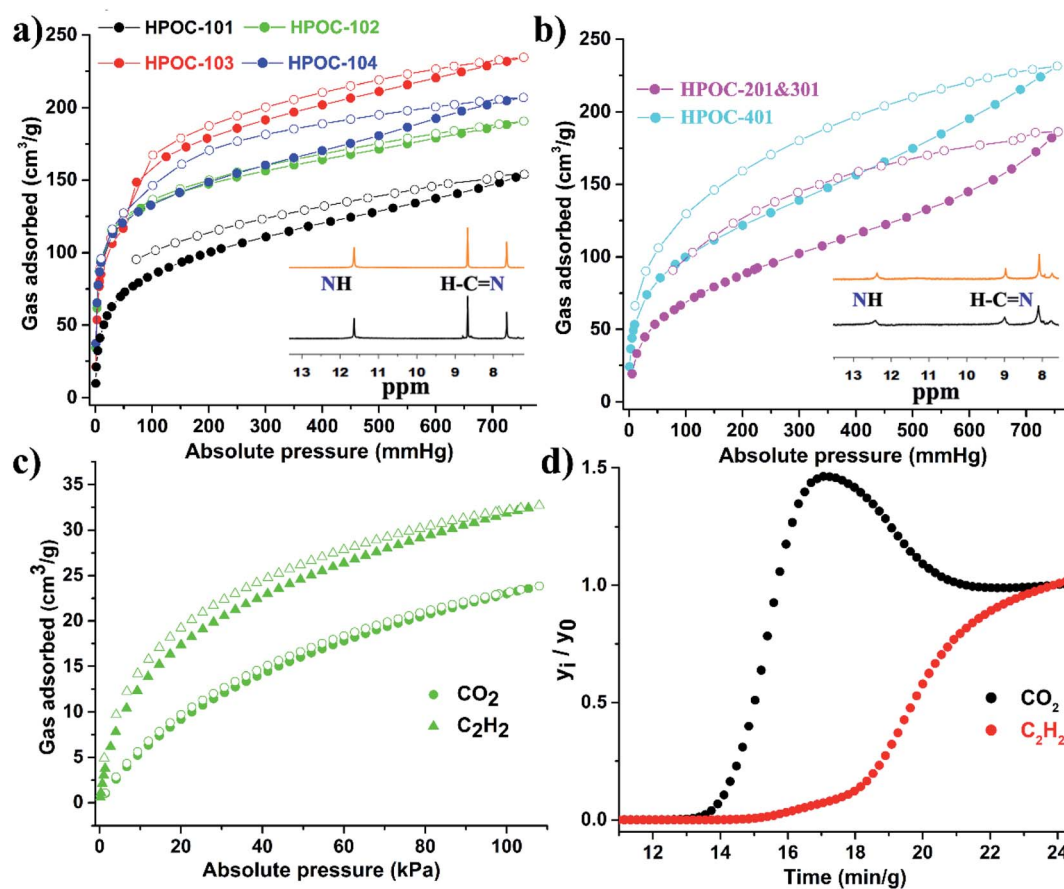 a)
HPOC-101
HPOC-102
HPOC-103
HPOC-104
Gas adsorbed (cm³/g)
250
200
150
100
50
0
NH
H-C=N
13 12 11 10 9 8
ppm
0 100 200 300 400 500 600 700
Absolute pressure (mmHg)
b)
HPOC-201&301
HPOC-401
Gas adsorbed (cm³/g)
250
200
150
100
50
0
NH
H-C=N
13 12 11 10 9 8
ppm
0 100 200 300 400 500 600 700
Absolute pressure (mmHg)
c)
Gas adsorbed (cm³/g)
35
30
25
20
15
10
5
0
CO₂
C₂H₂
0 20 40 60 80 100
Absolute pressure (kPa)
d)
yᵢ / y₀
1.5
1.0
0.5
0.0
CO₂
C₂H₂
12 14 16 18 20 22 24
Time (min/g)